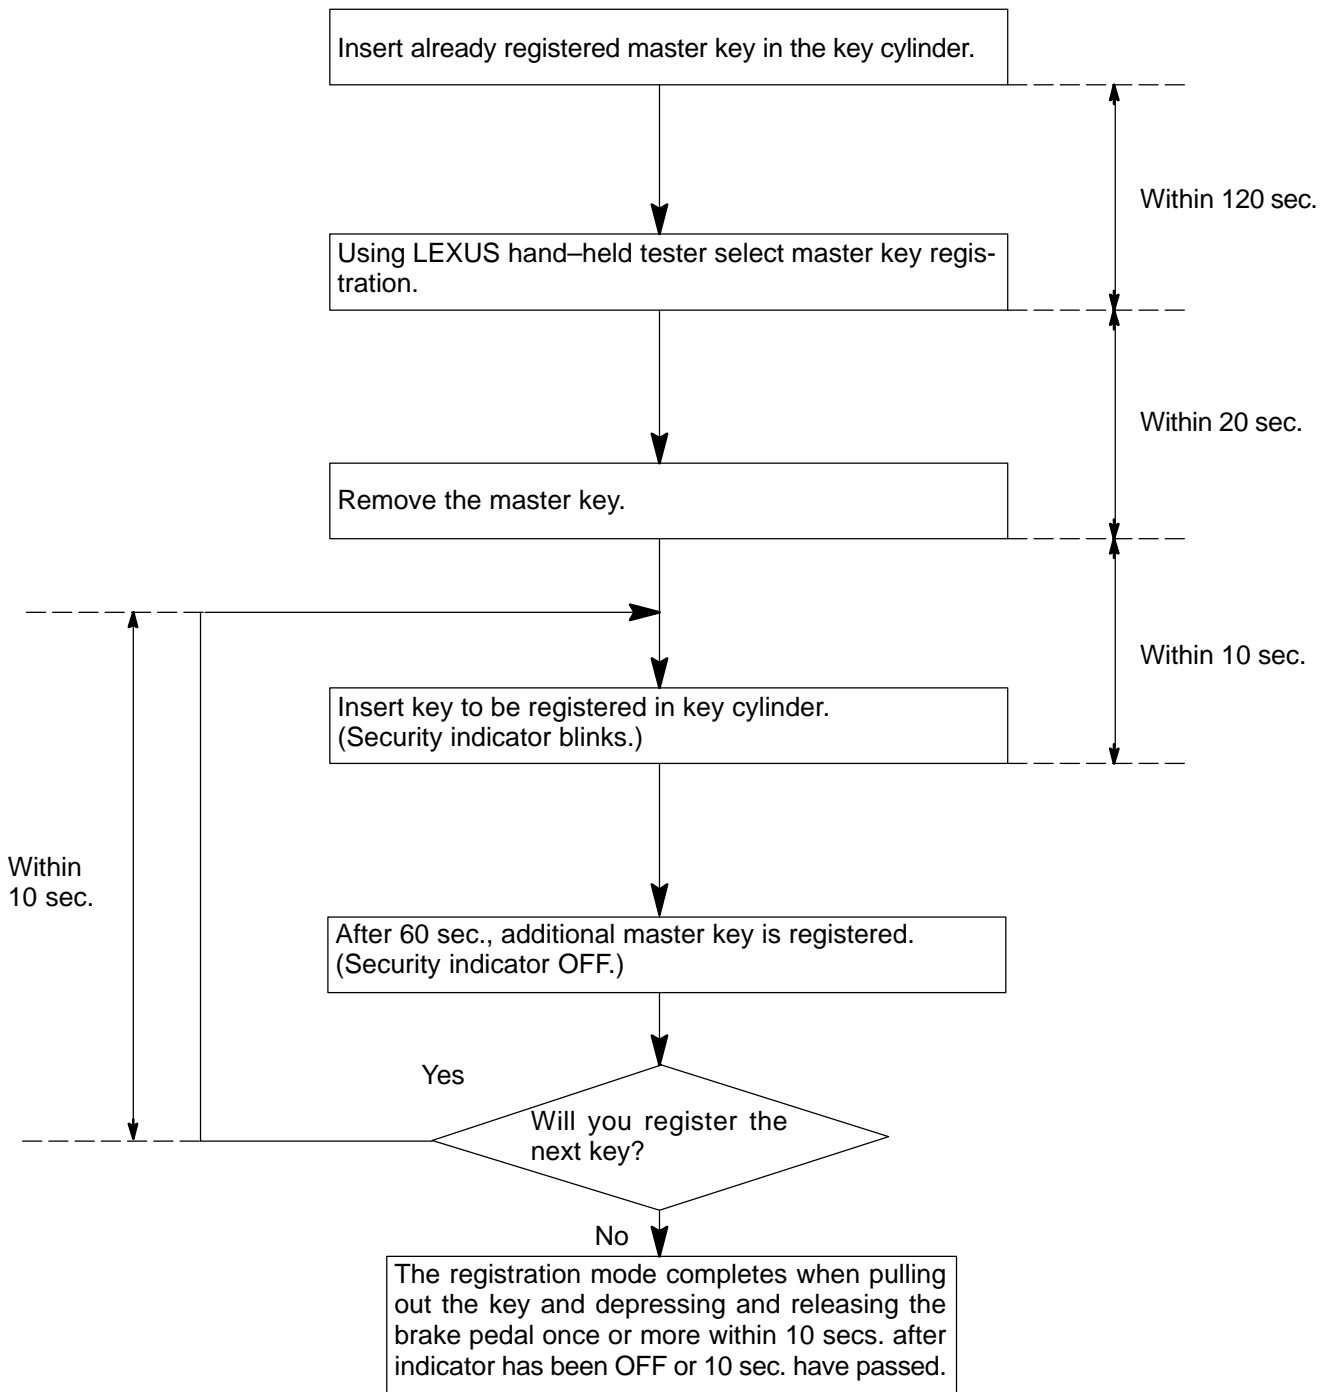 Insert already registered master key in the key cylinder.
Within 120 sec.
Using LEXUS hand–held tester select master key regis-
tration.
Within 20 sec.
Remove the master key.
Within 10 sec.
Insert key to be registered in key cylinder.
(Security indicator blinks.)
Within
10 sec.
After 60 sec., additional master key is registered.
(Security indicator OFF.)
Yes
Will you register the
next key?
No
The registration mode completes when pulling
out the key and depressing and releasing the
brake pedal once or more within 10 secs. after
indicator has been OFF or 10 sec. have passed.